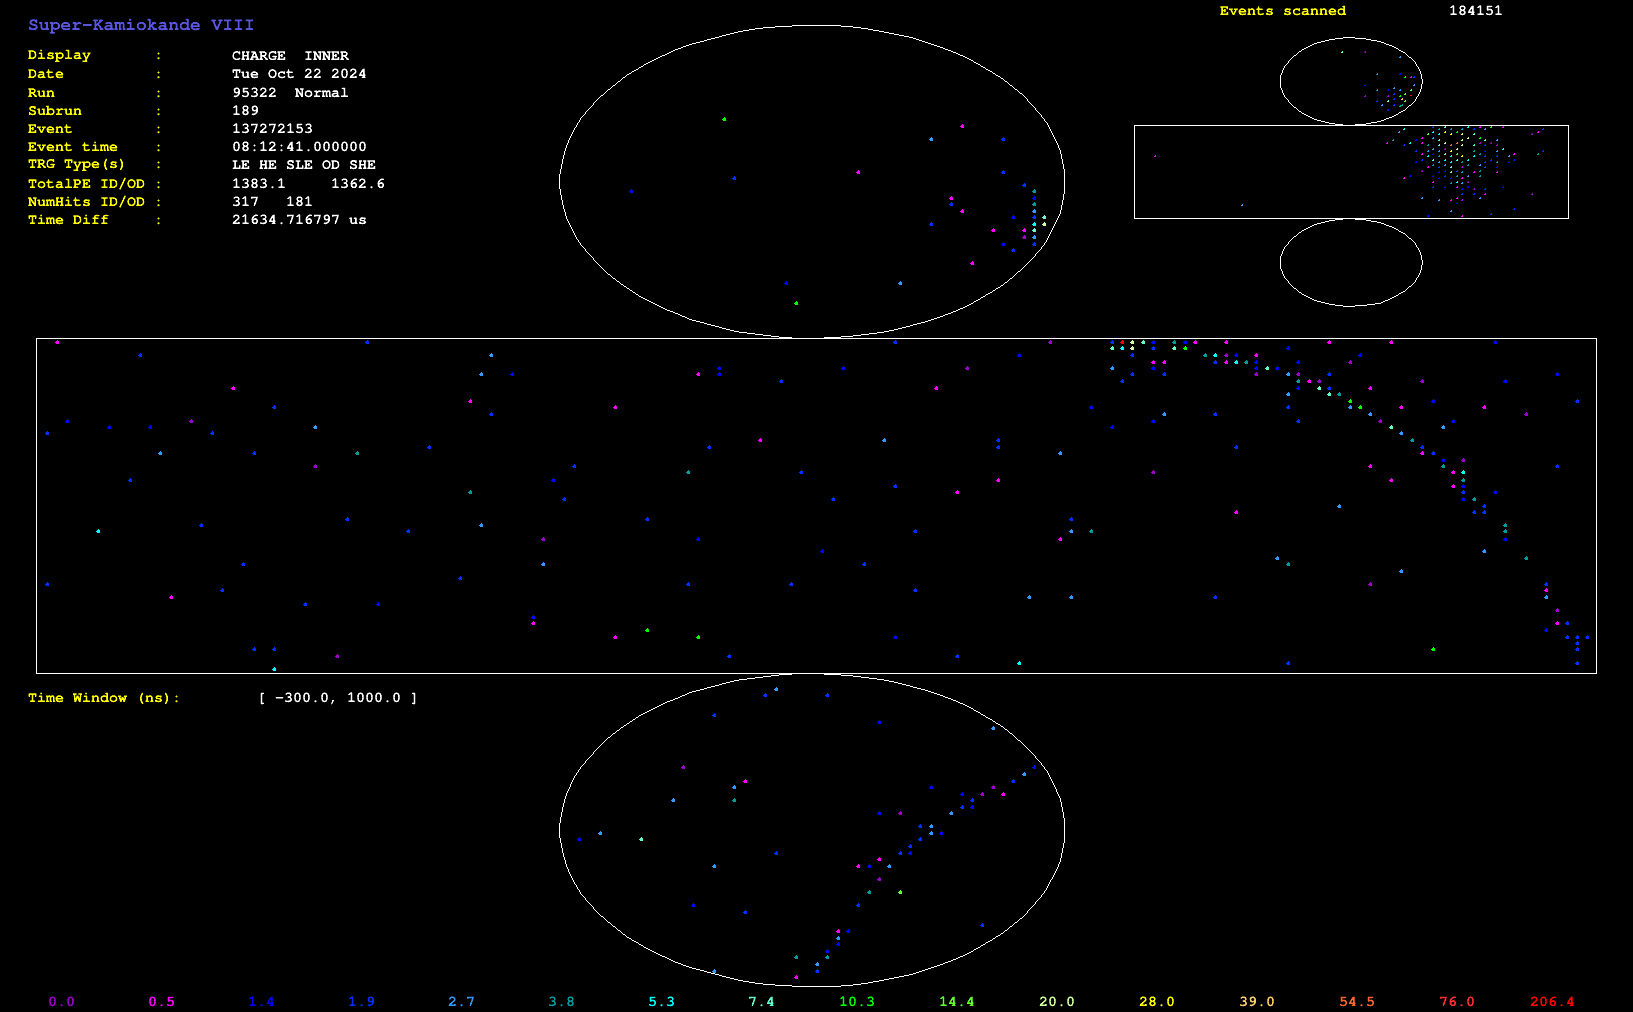 Super-Kamiokande VIII
Events scanned 184151
Display : CHARGE INNER
Date : Tue Oct 22 2024
Run : 95322 Normal
Subrun : 189
Event : 137272153
Event time : 08:12:41.000000
TRG Type(s) : LE HE SLE OD SHE
TotalPE ID/OD : 1383.1 1362.6
NumHits ID/OD : 317 181
Time Diff : 21634.716797 us
Time Window (ns): [ -300.0, 1000.0 ]
0.0 0.5 1.4 1.9 2.7 3.8 5.3 7.4 10.3 14.4 20.0 28.0 39.0 54.5 76.0 206.4